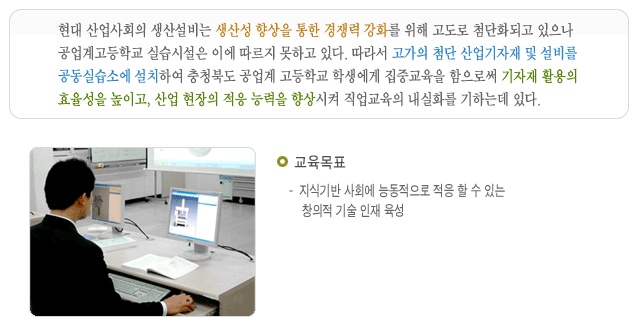 현대 산업사회의 생산설비는 생산성 향상을 통한 경쟁력 강화를 위해 고도로 첨단화되고 있으나
공업계고등학교 실습시설은 이에 따르지 못하고 있다. 따라서 고가의 첨단 산업기자재 및 설비를
공동실습소에 설치하여 충청북도 공업계 고등학교 학생에게 집중교육을 함으로써 기자재 활용의
효율성을 높이고, 산업 현장의 적응 능력을 향상시켜 직업교육의 내실화를 기하는데 있다.
교육목표
- 지식기반 사회에 능동적으로 적응 할 수 있는
창의적 기술 인재 육성